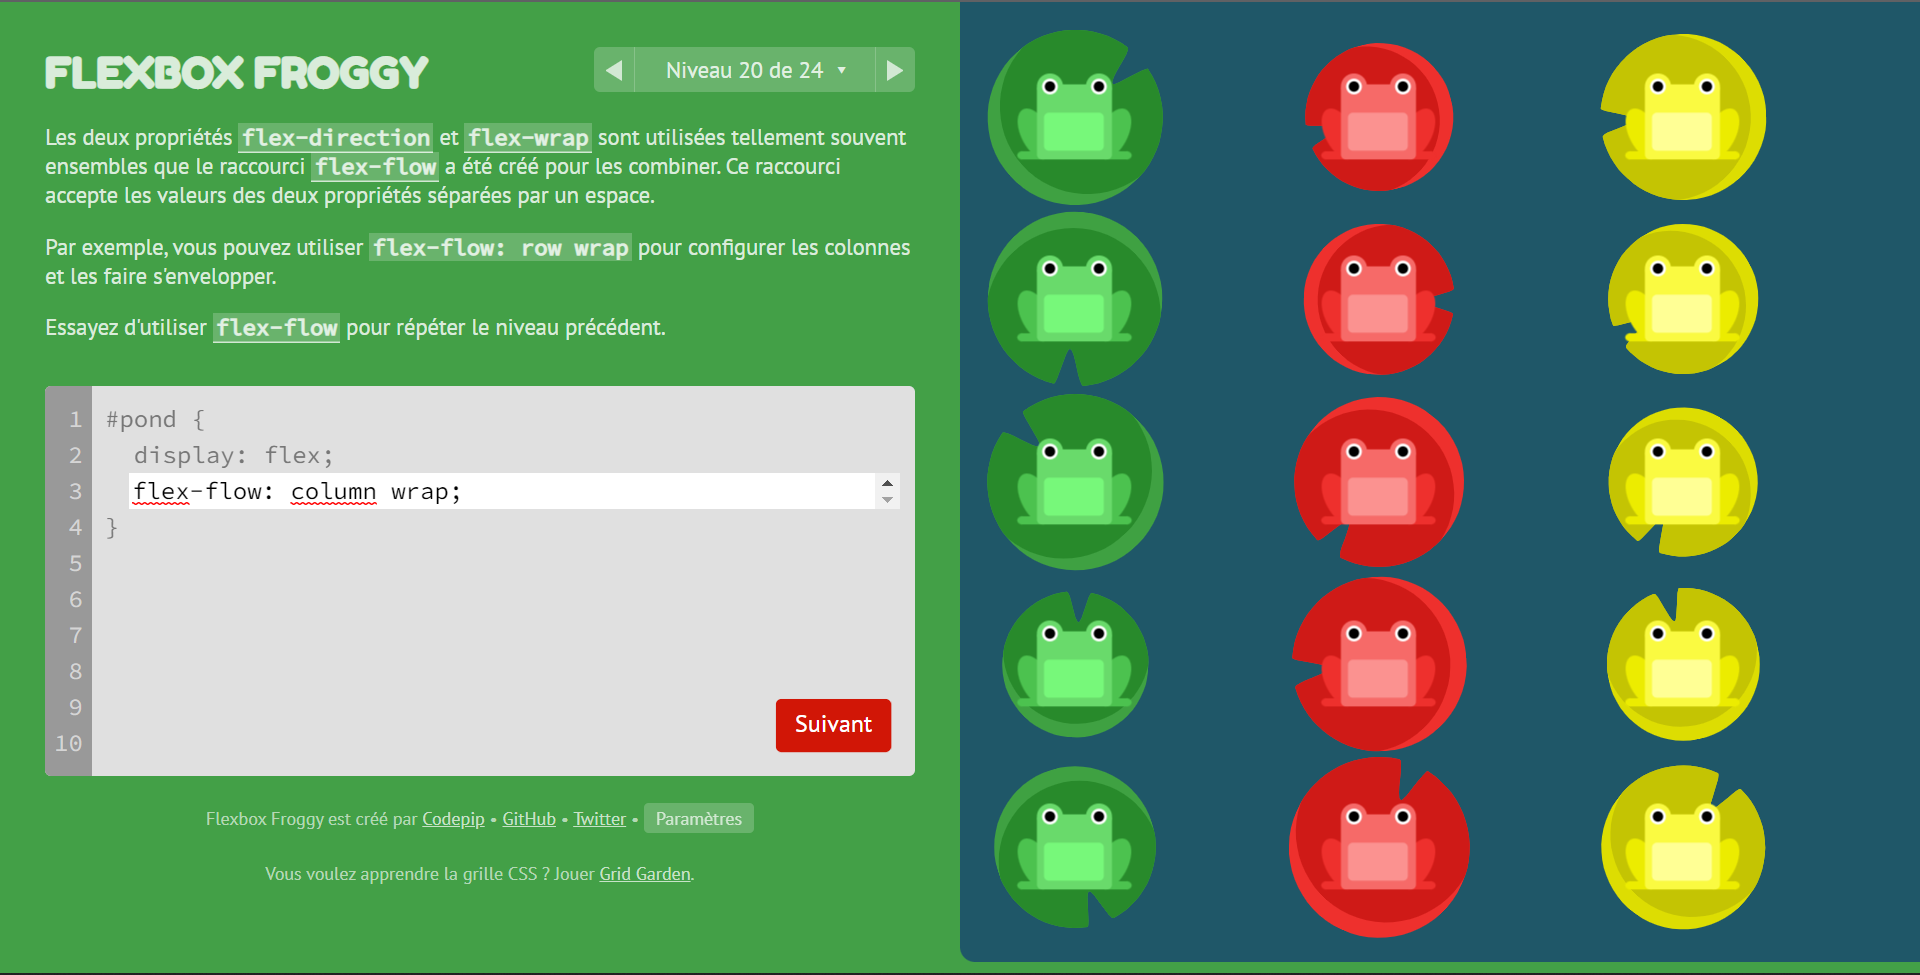 FLEXBOX FROGGY
Niveau 20 de 24
Les deux propriétés flex-direction et flex-wrap sont utilisées tellement souvent
ensembles que le raccourci flex-flow a été créé pour les combiner. Ce raccourci
accepte les valeurs des deux propriétés séparées par un espace.
Par exemple, vous pouvez utiliser flex-flow: row wrap pour configurer les colonnes
et les faire s'envelopper.
Essayez d'utiliser flex-flow pour répéter le niveau précédent.
1 #pond {
2 display: flex;
3 flex-flow: column wrap;
4 }
5
6
7
8
9
10
Suivant
Flexbox Froggy est créé par Codepip • GitHub • Twitter • Paramètres
Vous voulez apprendre la grille CSS ? Jouer Grid Garden.